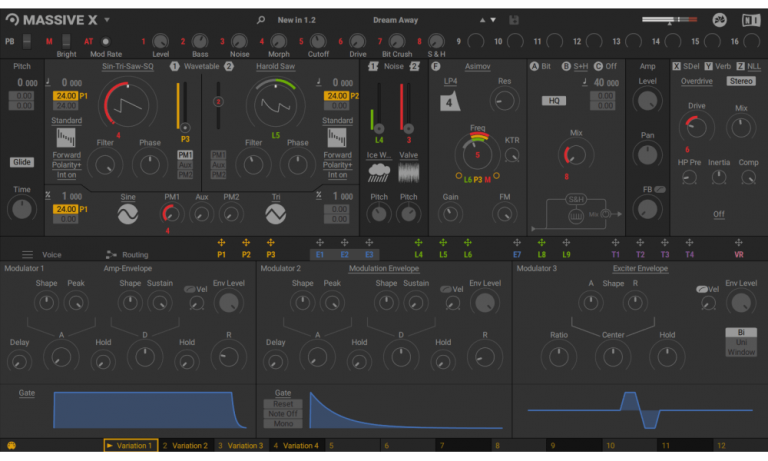 MASSIVE X New in 1.2 Dream Away
PB M AT 1 2 3 4 5 6 7 8 9 10 11 12 13 14 15 16
Bright Mod Rate Level Bass Noise Morph Cutoff Drive Bit Crush S & H
Pitch Sin-Tri-Saw-SQ 1 Wavetable 2 Harold Saw 1 Noise 2 F Asimov A Bit B S+H C Off Amp X SDel Y Verb Z NLL
0 000 0 000 0 000 LP4 Res 40 000 Level Overdrive Stereo
0.00 24.00 P1 24.00 P2 4 HQ 0.00 Drive Mix
0.00 0.00 0.00 0.00
Standard Standard Freq Mix Pan 6
4 P3 L5 L4 3 5 KTR
Glide Forward Filter Phase PM1 PM1 Filter Phase Forward Ice W... Valve 8 HP Pre Inertia Comp
Polarity+ Aux Polarity+ L6 P3 M
Int on PM2 Int on
Time 1 000 Sine PM1 Aux PM2 Tri 1 000 Pitch Pitch Gain FM S&H FB
24.00 P1 24.00 Mix Off
0.00 4 0.00
Voice Routing P1 P2 P3 E1 E2 E3 L4 L5 L6 E7 L8 L9 T1 T2 T3 T4 VR
Modulator 1 Amp-Envelope Modulator 2 Modulation Envelope Modulator 3 Exciter Envelope
Shape Peak Shape Sustain Vel Env Level Shape Peak Shape Sustain Vel Env Level A Shape R Vel Env Level
Delay A Hold D Hold R Delay A Hold D Hold R Ratio Center Hold Bi
Uni
Window
Gate Gate
Reset
Note Off
Mono
Variation 1 2 Variation 2 3 Variation 3 4 Variation 4 5 6 7 8 9 10 11 12